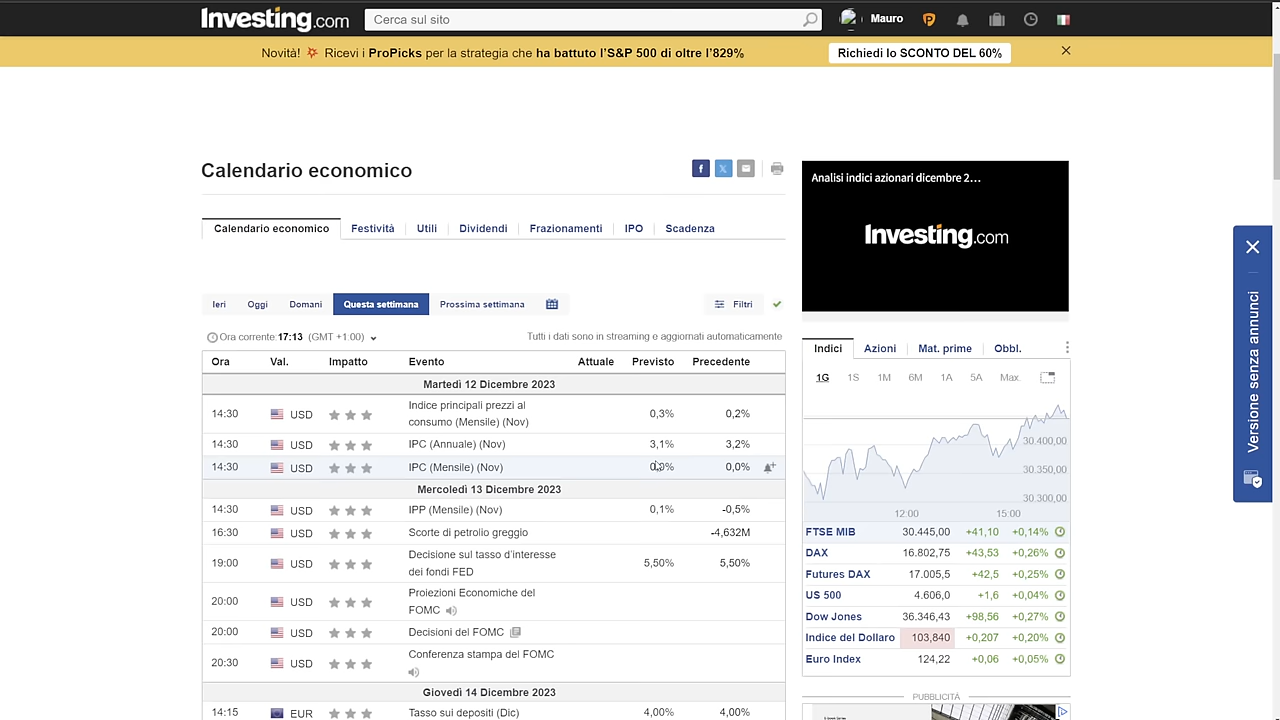 Investing.com
Cerca sul sito
Mauro
Novità! Ricevi i ProPicks per la strategia che ha battuto l'S&P 500 di oltre l'829%
Richiedi lo SCONTO DEL 60%
Calendario economico
Calendario economico Festività Utili Dividendi Frazionamenti IPO Scadenza
Ieri Oggi Domani Questa settimana Prossima settimana Filtri
Ora corrente:17:13 (GMT +1:00) Tutti i dati sono in streaming e aggiornati automaticamente
Ora Val. Impatto Evento Attuale Previsto Precedente
Martedì 12 Dicembre 2023
14:30 USD Indice principali prezzi al 0,3% 0,2%
consumo (Mensile) (Nov)
14:30 USD IPC (Annuale) (Nov) 3,1% 3,2%
14:30 USD IPC (Mensile) (Nov) 0,0%
Mercoledì 13 Dicembre 2023
14:30 USD IPP (Mensile) (Nov) 0,1% -0,5%
16:30 USD Scorte di petrolio greggio -4,632M
19:00 USD Decisione sul tasso d'interesse 5,50% 5,50%
dei fondi FED
20:00 USD Proiezioni Economiche del
FOMC
20:00 USD Decisioni del FOMC
20:30 USD Conferenza stampa del FOMC
Giovedì 14 Dicembre 2023
14:15 EUR Tasso sui depositi (Dic) 4,00% 4,00%
Analisi indici azionari dicembre 2…
Investing.com
Indici Azioni Mat. prime Obbl.
1G 1S 1M 6M 1A 5A Max
30.400,00
30.350,00
30.300,00
12:00 15:00
FTSE MIB 30.445,00 +41,10 +0,14%
DAX 16.802,75 +43,53 +0,26%
Futures DAX 17.005,5 +42,5 +0,25%
US 500 4.606,0 +1,6 +0,04%
Dow Jones 36.346,43 +98,56 +0,27%
Indice del Dollaro 103,840 +0,207 +0,20%
Euro Index 124,22 +0,06 +0,05%
PUBBLICITÀ
Versione senza annunci